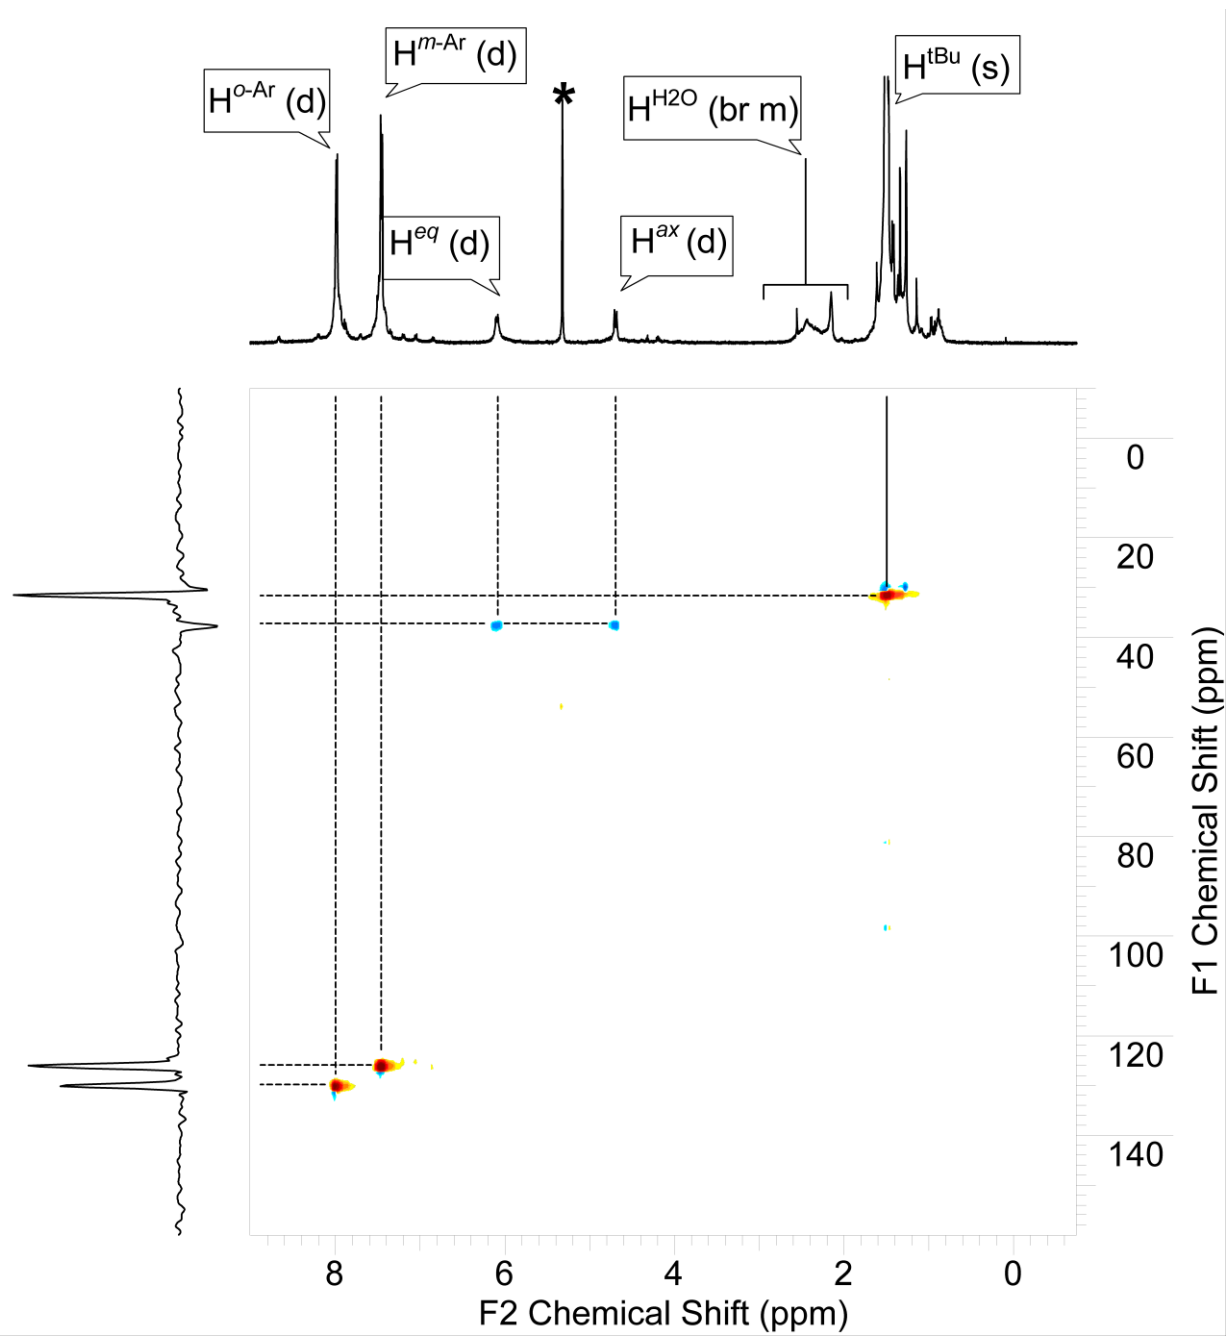 H^m-Ar (d)
H^o-Ar (d)
*
H^H2O (br m)
H^tBu (s)
H^eq (d)
H^ax (d)
0
20
40
60
80
100
120
140
F1 Chemical Shift (ppm)
8 6 4 2 0
F2 Chemical Shift (ppm)